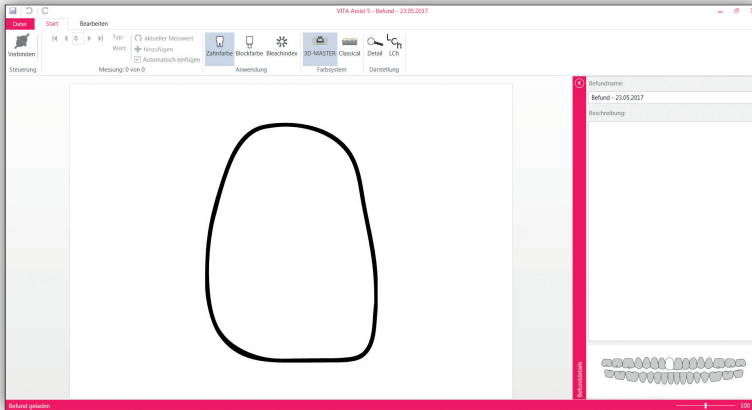 VITA Assist 5 - Befund - 23.05.2017
Datei Start Bearbeiten
0 aktueller Messwert
Wert: hinzufügen
Verbinden Automatisch einfügen
Zahnfarbe Blockfarbe Bleachindex 3D-MASTER Classical Detail LCh
Steuerung Messung: 0 von 0 Anwendung Farbsystem Darstellung
Befundname:
Befund - 23.05.2017
Beschreibung:
Befunddetails
Befund geladen 100